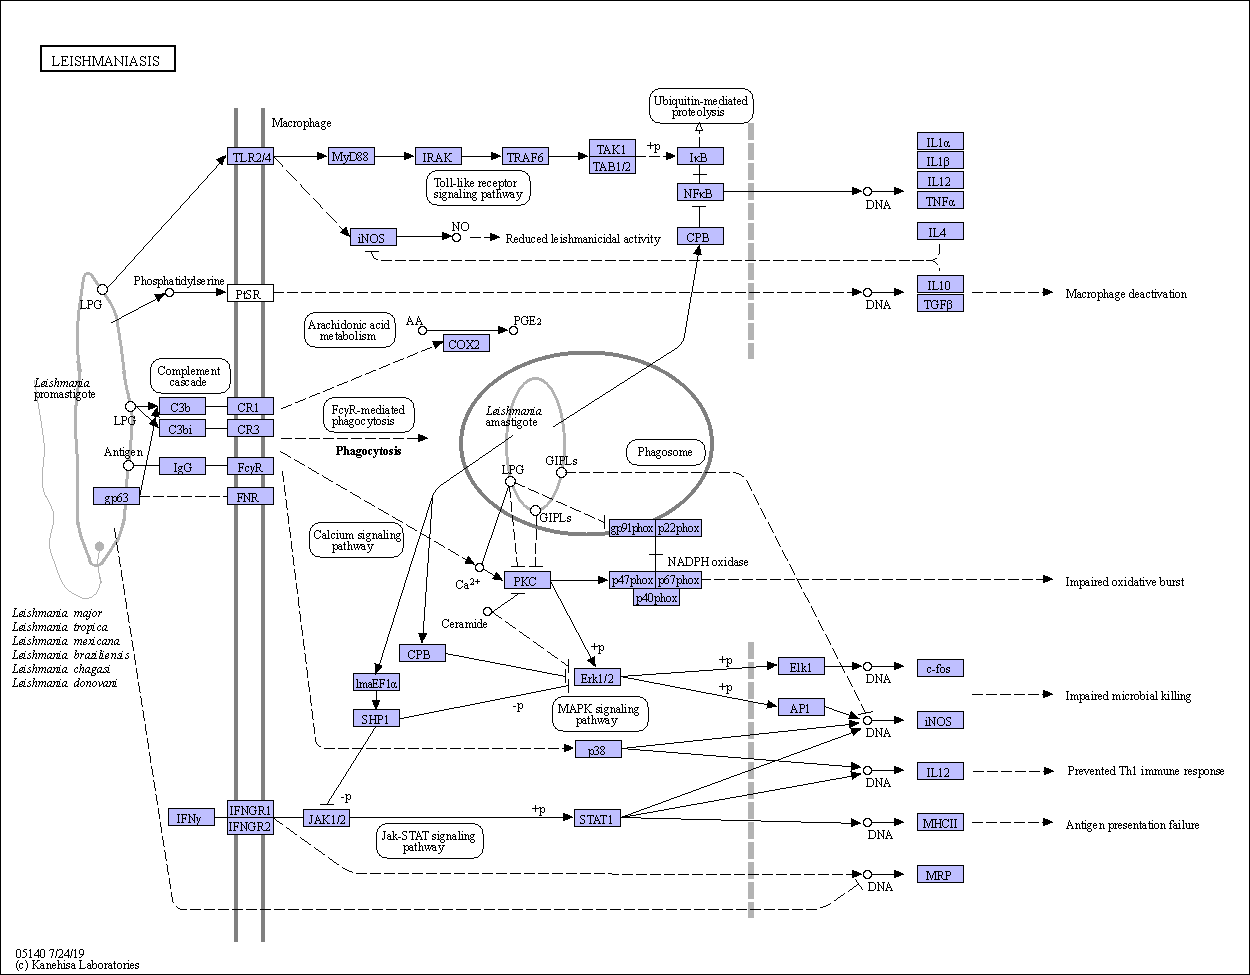 LEISHMANIASIS
Macrophage
Ubiquitin-mediated
proteolysis
TLR2/4
MyD88
IRAK
TRAF6
TAK1
TAB1/2
+p
IκB
Toll-like receptor
signaling pathway
NFκB
DNA
IL1α
IL1β
IL12
TNFα
iNOS
NO
Reduced leishmanicidal activity
CPB
IL4
Phosphatidylserine
LPG
PtSR
DNA
IL10
TGFβ
Macrophage deactivation
Arachidonic acid
metabolism
AA
PGE2
COX2
Leishmania
promastigote
Complement
cascade
LPG
C3b
CR1
C3bi
CR3
FcγR-mediated
phagocytosis
Phagocytosis
Leishmania
amastigote
Phagosome
Antigen
IgG
FcγR
gp63
FNR
LPG
GIPLs
GIPLs
gp91phox
p22phox
Calcium signaling
pathway
NADPH oxidase
Ca2+
PKC
p47phox
p67phox
p40phox
Impaired oxidative burst
Ceramide
Leishmania major
Leishmania tropica
Leishmania mexicana
Leishmania braziliensis
Leishmania chagasi
Leishmania donovani
CPB
+p
+p
Elk1
DNA
c-fos
lmaEF1α
Erk1/2
+p
Impaired microbial killing
SHP1
-p
MAPK signaling
pathway
AP1
DNA
iNOS
p38
DNA
IL12
Prevented Th1 immune response
-p
IFNγ
IFNGR1
IFNGR2
JAK1/2
+p
STAT1
DNA
MHCII
Antigen presentation failure
Jak-STAT signaling
pathway
DNA
MRP
05140 7/24/19
(c) Kanehisa Laboratories